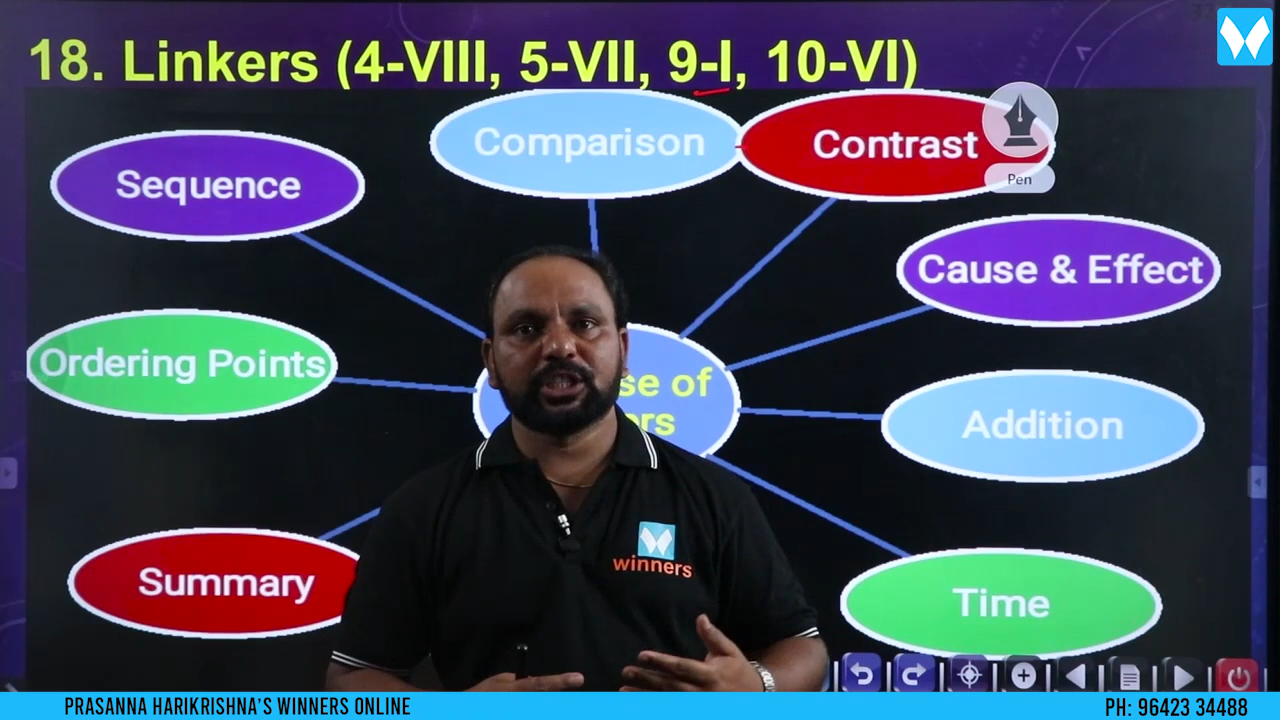 18. Linkers (4-VIII, 5-VII, 9-I, 10-VI)
Comparison
Contrast
Pen
Sequence
Cause & Effect
Ordering Points
of
Addition
Summary
Time
winners
PRASANNA HARIKRISHNA'S WINNERS ONLINE
PH: 96423 34488